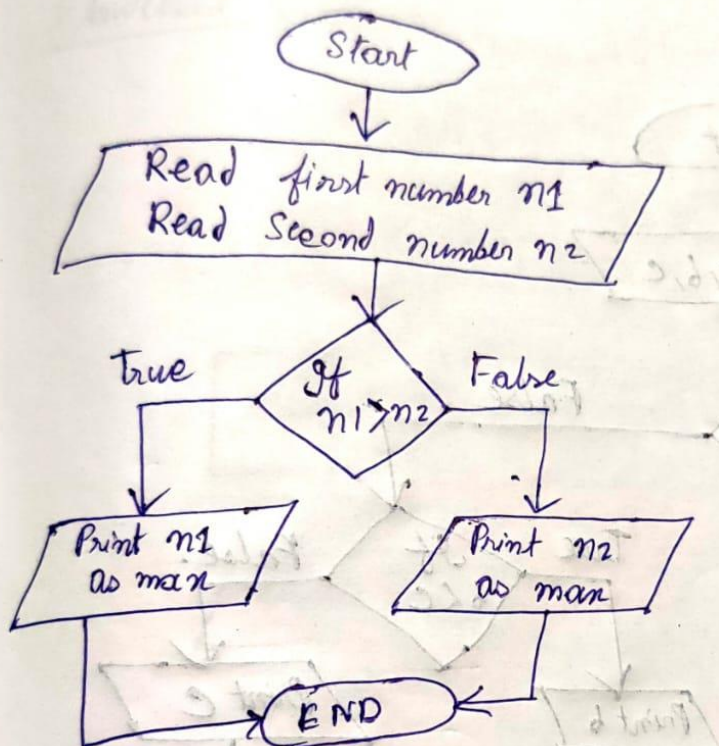 Start
Read first number n1
Read Second number n2
True
False
If
n1>n2
Print n1
as max
Print n2
as max
END